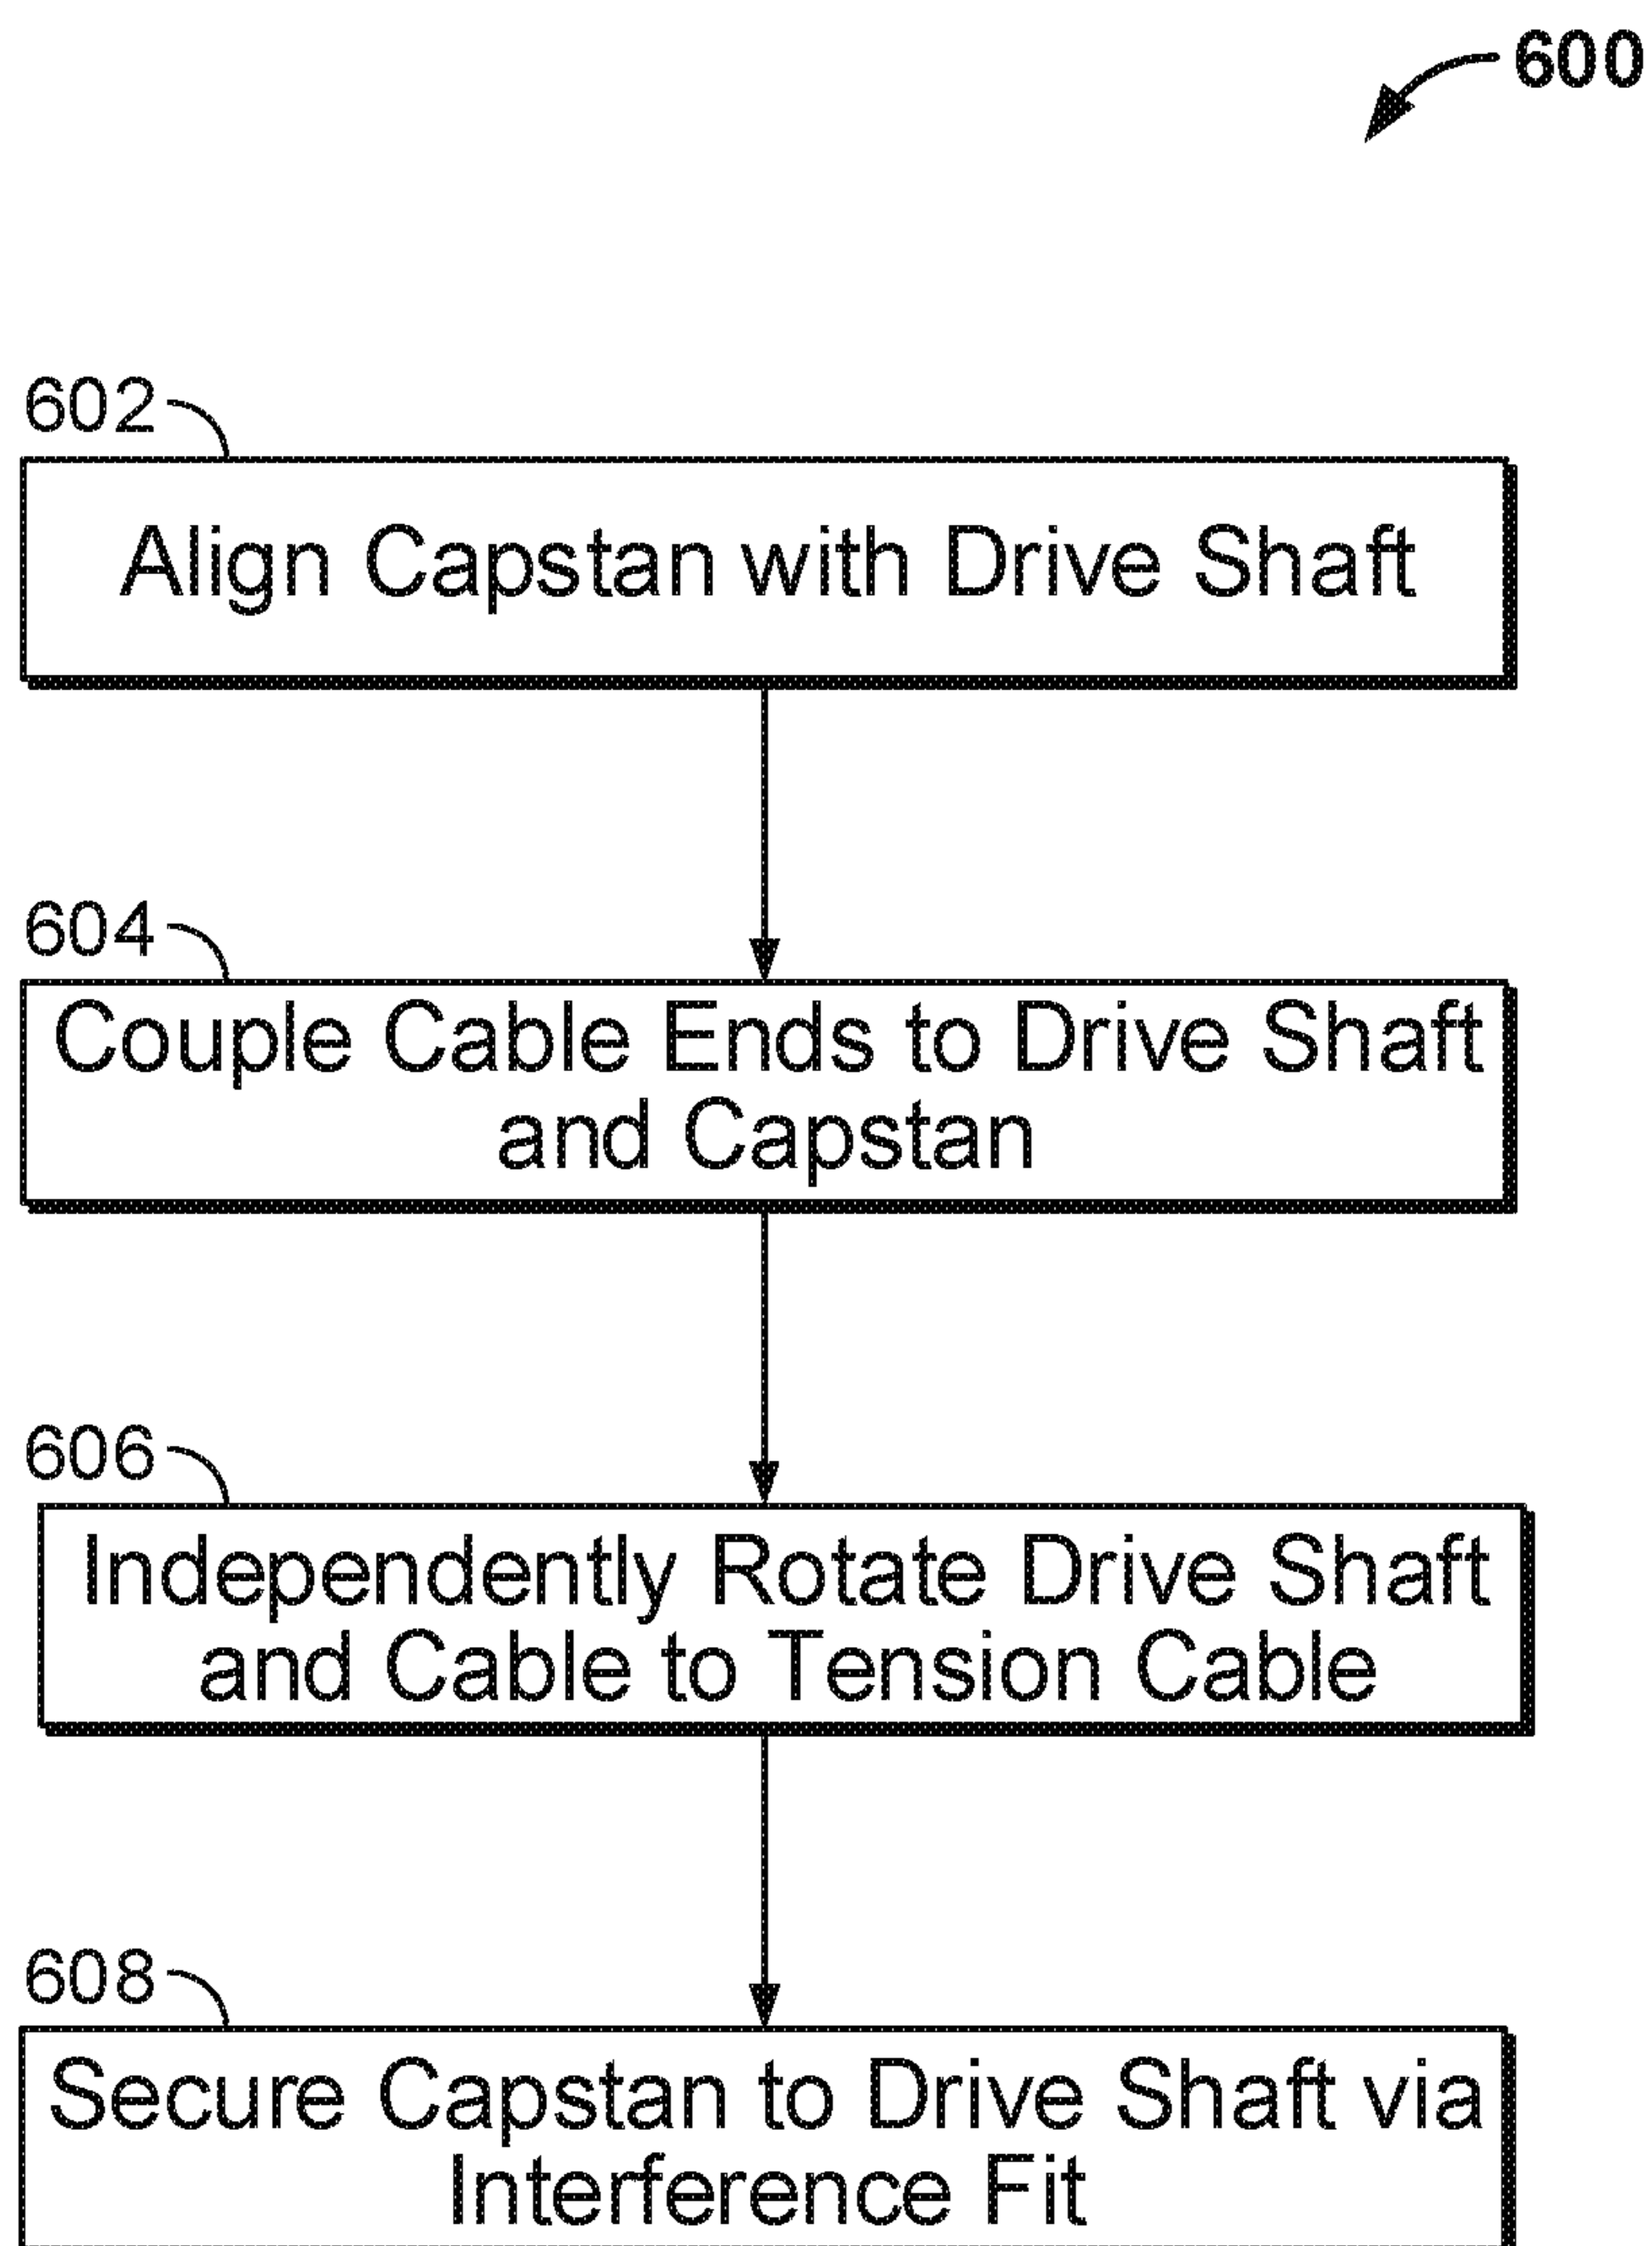 600
602
Align Capstan with Drive Shaft
604
Couple Cable Ends to Drive Shaft
and Capstan
606
Independently Rotate Drive Shaft
and Cable to Tension Cable
608
Secure Capstan to Drive Shaft via
Interference Fit